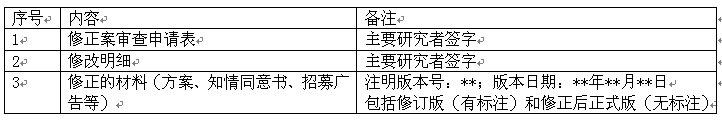 序号 内容 备注
1 修正案审查申请表 主要研究者签字
2 修改明细 主要研究者签字
3 修正的材料（方案、知情同意书、招募广 注明版本号：**；版本日期：**年**月**日
告等） 包括修订版（有标注）和修正后正式版（无标注）